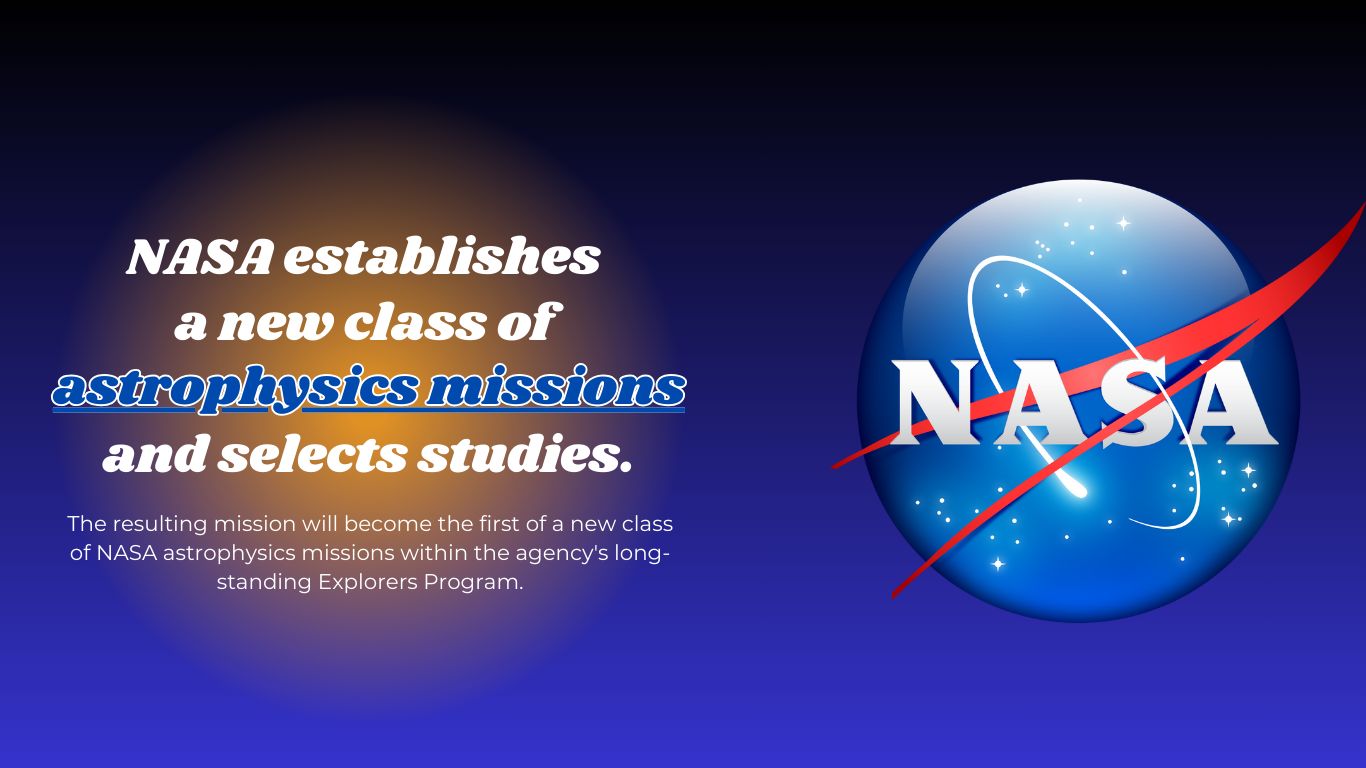 NASA establishes
a new class of
astrophysics missions
and selects studies.
The resulting mission will become the first of a new class
of NASA astrophysics missions within the agency's long-
standing Explorers Program.
NASA